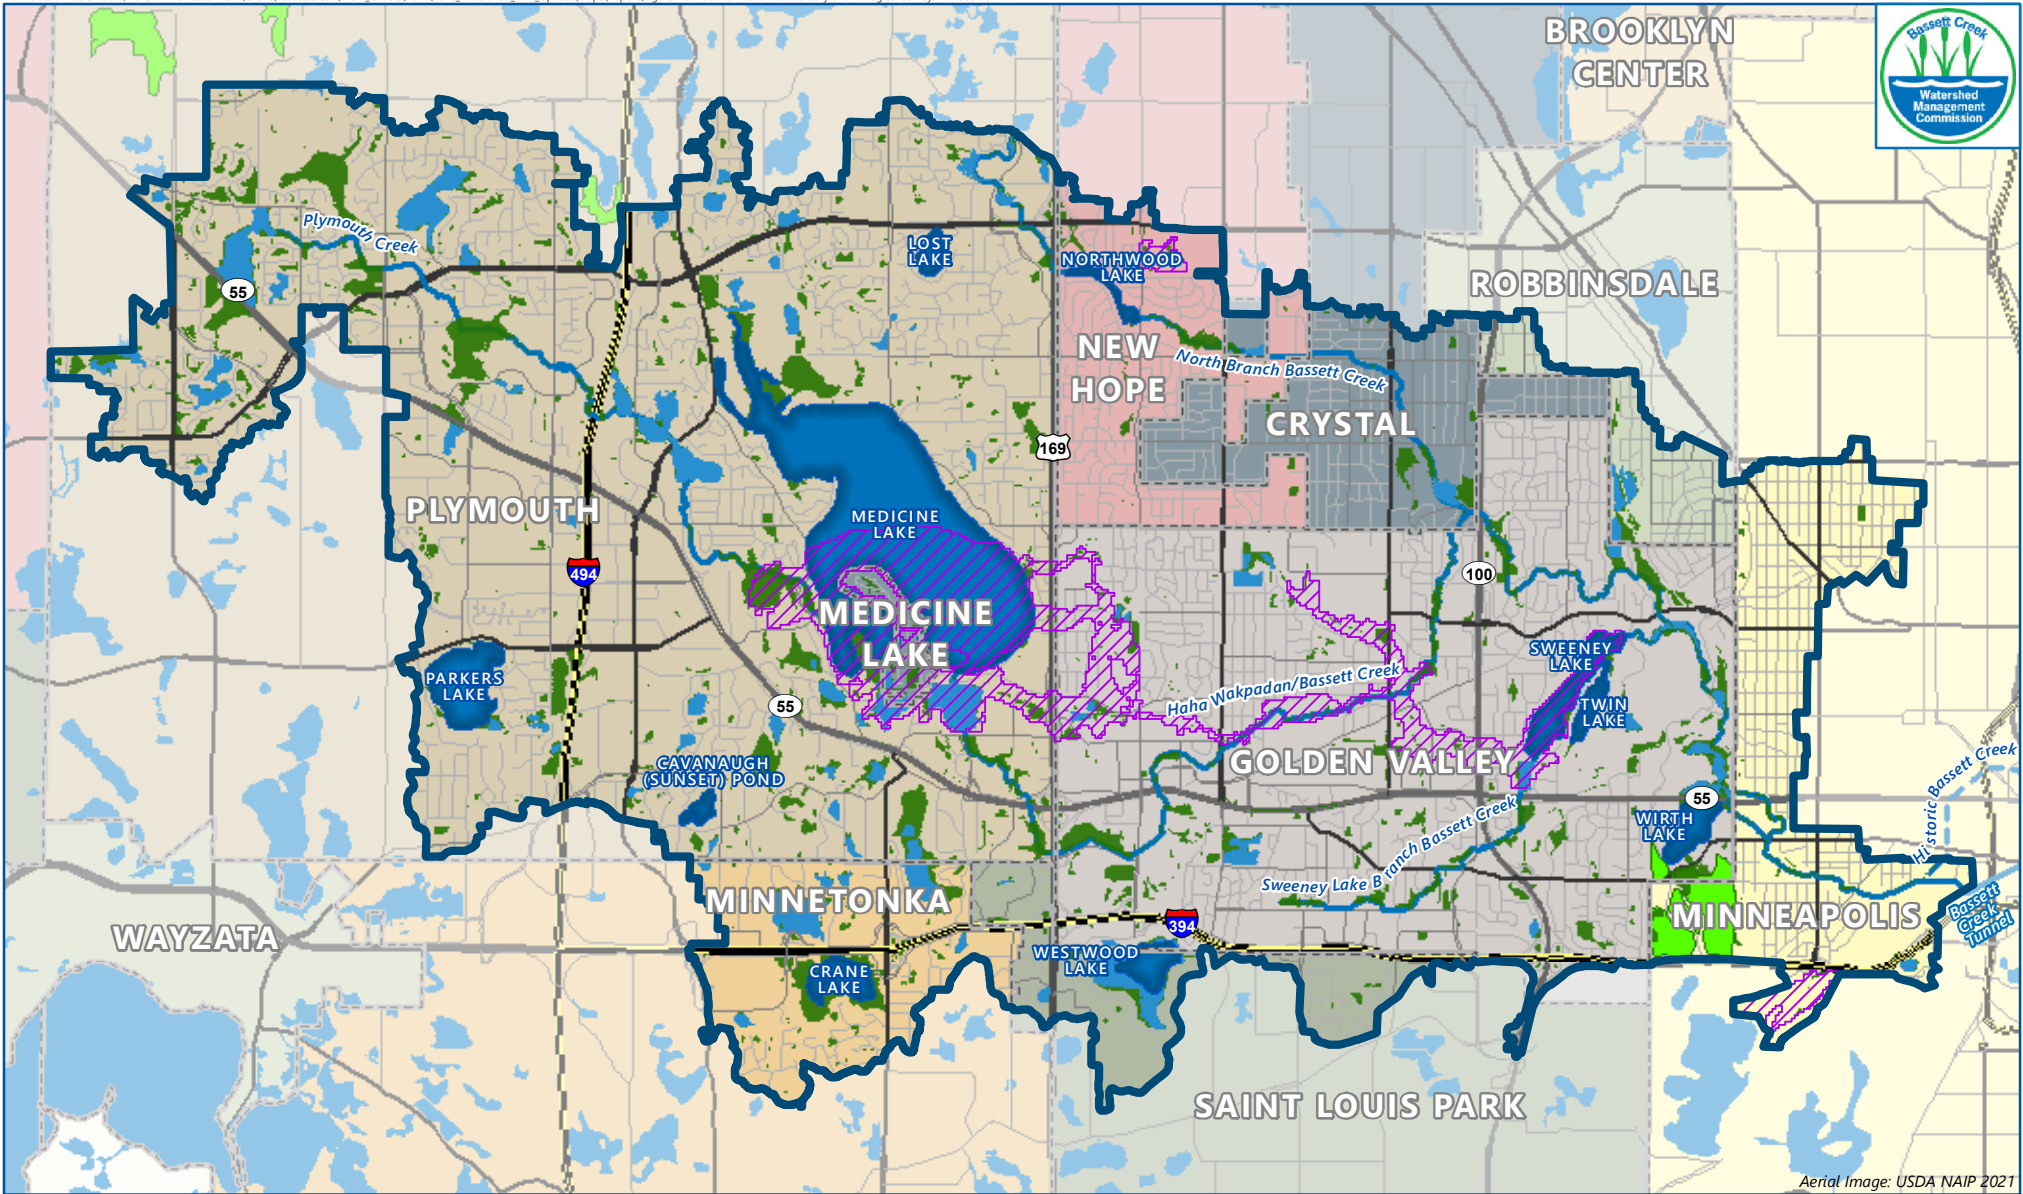 BROOKLYN
CENTER
Bassett Creek
Watershed
Management
Commission
Plymouth Creek
LOST
LAKE
NORTHWOOD
LAKE
ROBBINSDALE
55
NEW
HOPE
North Branch Bassett Creek
CRYSTAL
169
PLYMOUTH
MEDICINE
LAKE
494
100
MEDICINE
LAKE
SWEENEY
LAKE
PARKERS
LAKE
Haha Wakpadan/Bassett Creek
55
TWIN
LAKE
CAVANAUGH
(SUNSET) POND
GOLDEN VALLEY
Historic Bassett Creek
55
WIRTH
LAKE
Sweeney Lake Branch Bassett Creek
MINNETONKA
MINNEAPOLIS
Bassett
Creek
Tunnel
WAYZATA
394
WESTWOOD
LAKE
CRANE
LAKE
SAINT LOUIS PARK
Aerial Image: USDA NAIP 2021